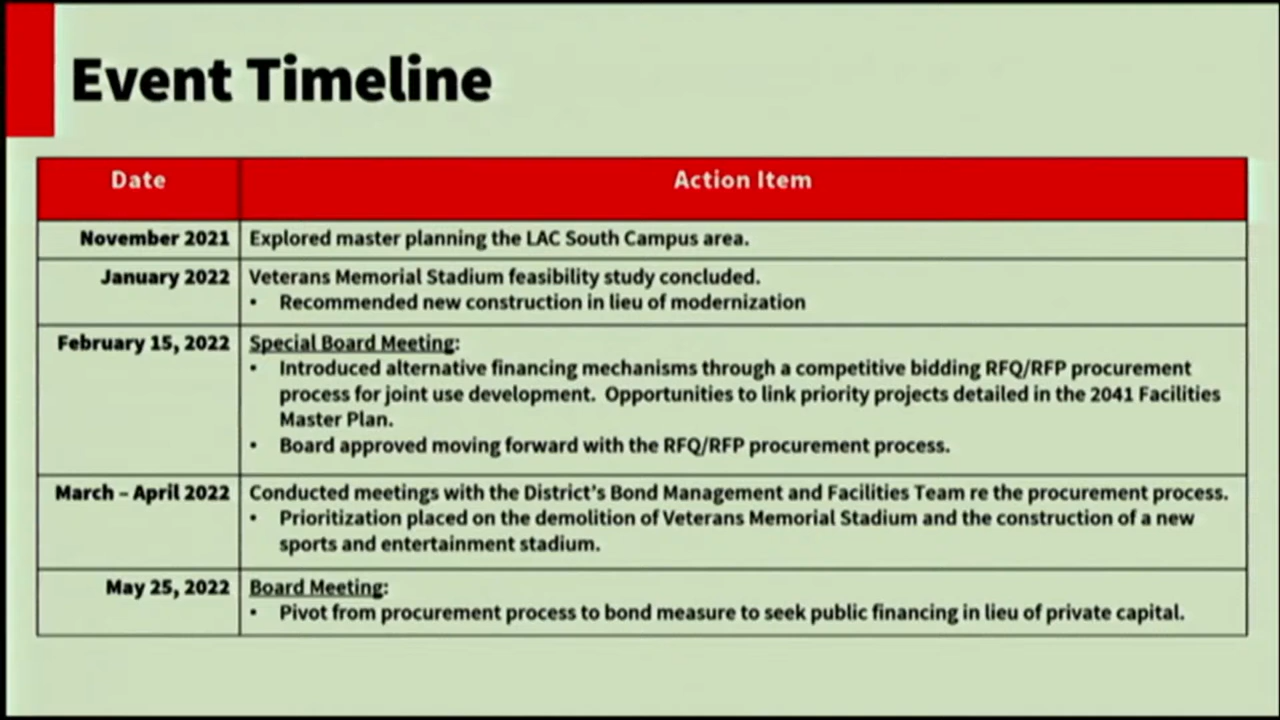 Event Timeline
Date
Action Item
November 2021
Explored master planning the LAC South Campus area.
January 2022
Veterans Memorial Stadium feasibility study concluded.
• Recommended new construction in lieu of modernization
February 15, 2022
Special Board Meeting:
• Introduced alternative financing mechanisms through a competitive bidding RFQ/RFP procurement
process for joint use development.  Opportunities to link priority projects detailed in the 2041 Facilities
Master Plan.
• Board approved moving forward with the RFQ/RFP procurement process.
March – April 2022
Conducted meetings with the District's Bond Management and Facilities Team re the procurement process.
• Prioritization placed on the demolition of Veterans Memorial Stadium and the construction of a new
sports and entertainment stadium.
May 25, 2022
Board Meeting:
• Pivot from procurement process to bond measure to seek public financing in lieu of private capital.